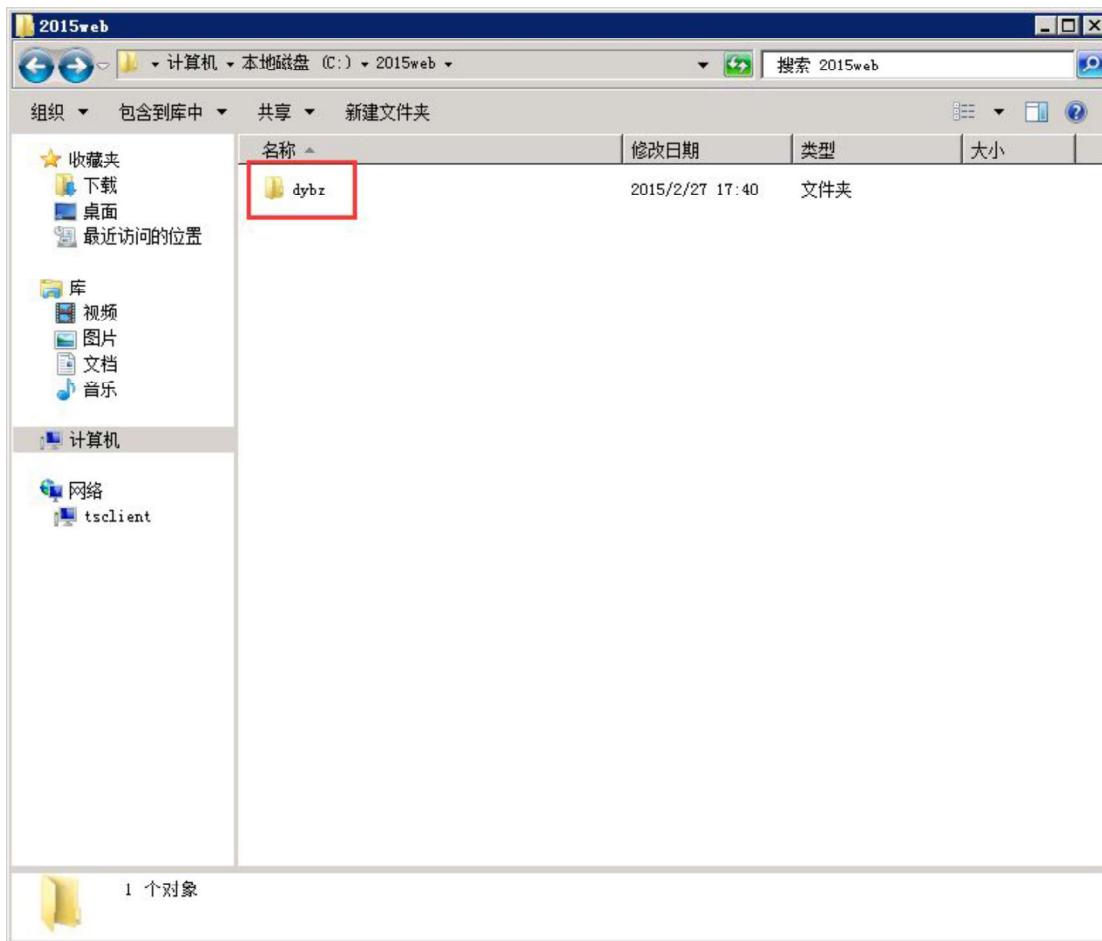 2015web
计算机 本地磁盘 (C:) 2015web
搜索 2015web
组织 包含到库中 共享 新建文件夹
名称 修改日期 类型 大小
dybz 2015/2/27 17:40 文件夹
收藏夹
下载
桌面
最近访问的位置
库
视频
图片
文档
音乐
计算机
网络
tsclient
1 个对象